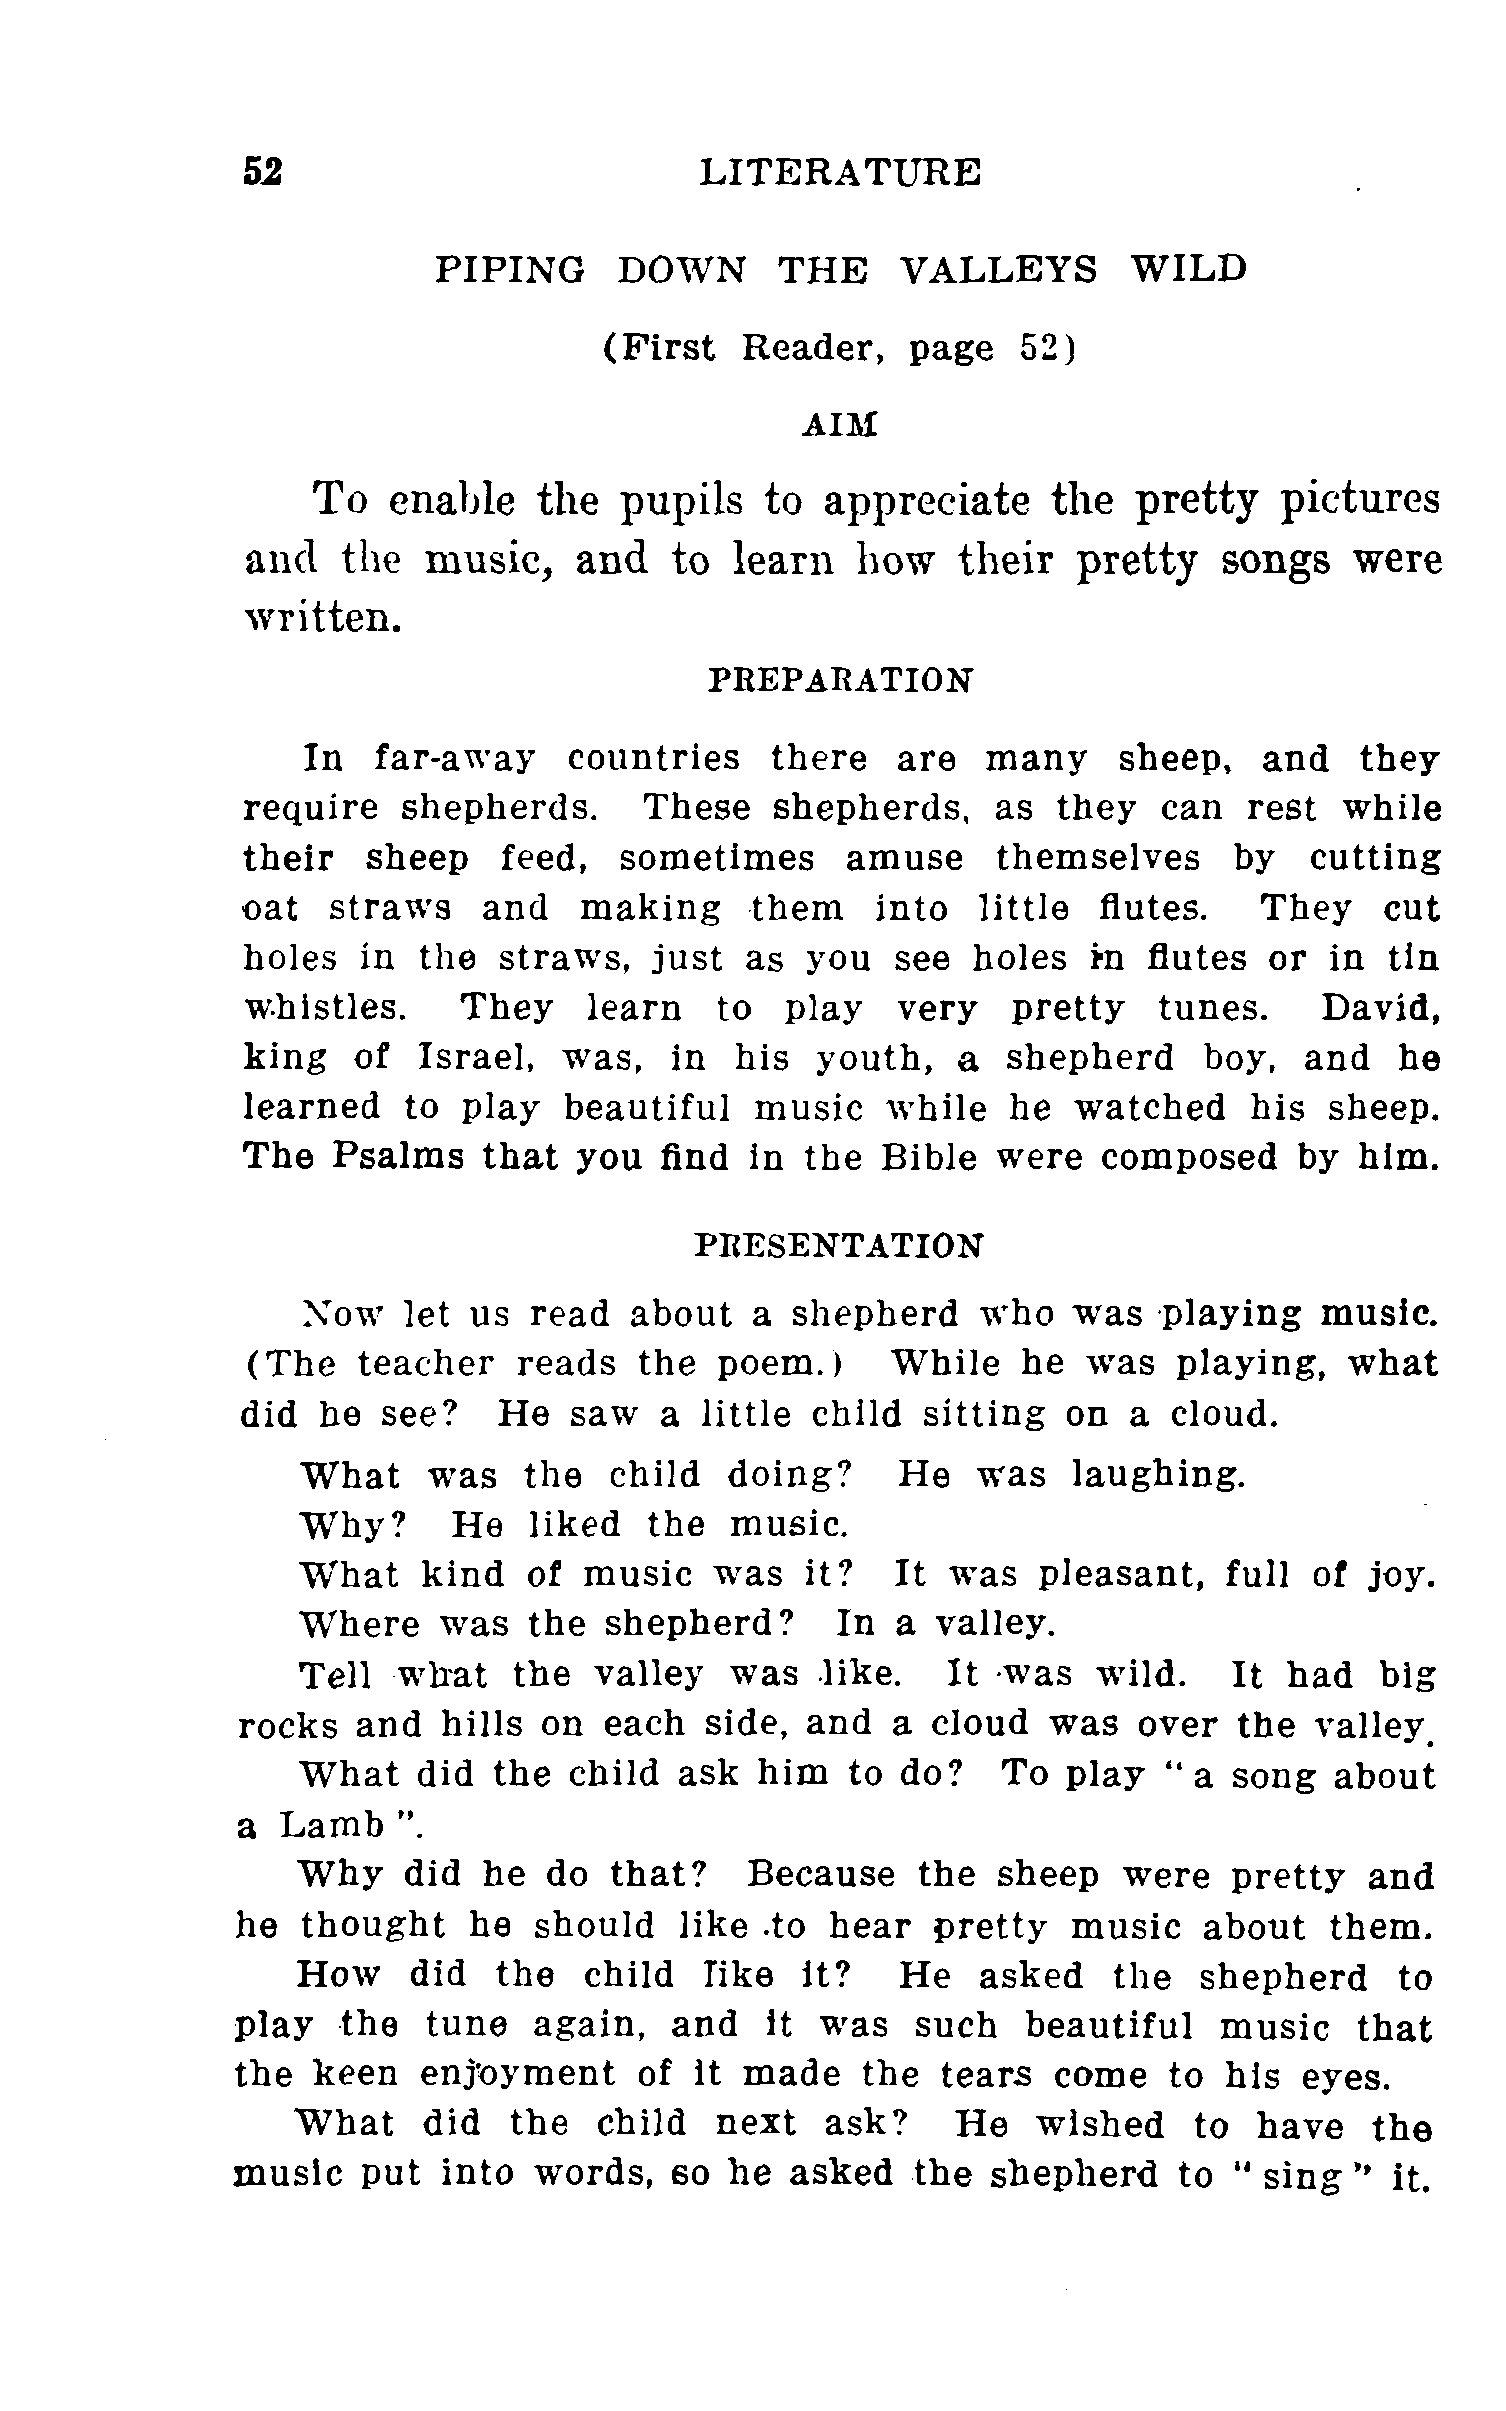 52 LITERATURE
PIPING DOWN THE VALLEYS WILD
(First Reader, page 52)
AIM
To enable the pupils to appreciate the pretty pictures
and the music, and to learn how their pretty songs were
written.
PREPARATION
In far-away countries there are many sheep, and they
require shepherds. These shepherds, as they can rest while
their sheep feed, sometimes amuse themselves by cutting
oat straws and making them into little flutes. They cut
holes in the straws, just as you see holes in flutes or in tin
whistles. They learn to play very pretty tunes. David,
king of Israel, was, in his youth, a shepherd boy, and he
learned to play beautiful music while he watched his sheep.
The Psalms that you find in the Bible were composed by him.
PRESENTATION
Now let us read about a shepherd who was playing music.
(The teacher reads the poem.) While he was playing, what
did he see? He saw a little child sitting on a cloud.
What was the child doing? He was laughing.
Why? He liked the music.
What kind of music was it? It was pleasant, full of joy.
Where was the shepherd? In a valley.
Tell what the valley was like. It was wild. It had big
rocks and hills on each side, and a cloud was over the valley.
What did the child ask him to do? To play " a song about
a Lamb ".
Why did he do that? Because the sheep were pretty and
he thought he should like to hear pretty music about them.
How did the child like it? He asked the shepherd to
play the tune again, and it was such beautiful music that
the keen enjoyment of it made the tears come to his eyes.
What did the child next ask? He wished to have the
music put into words, so he asked the shepherd to " sing " it.